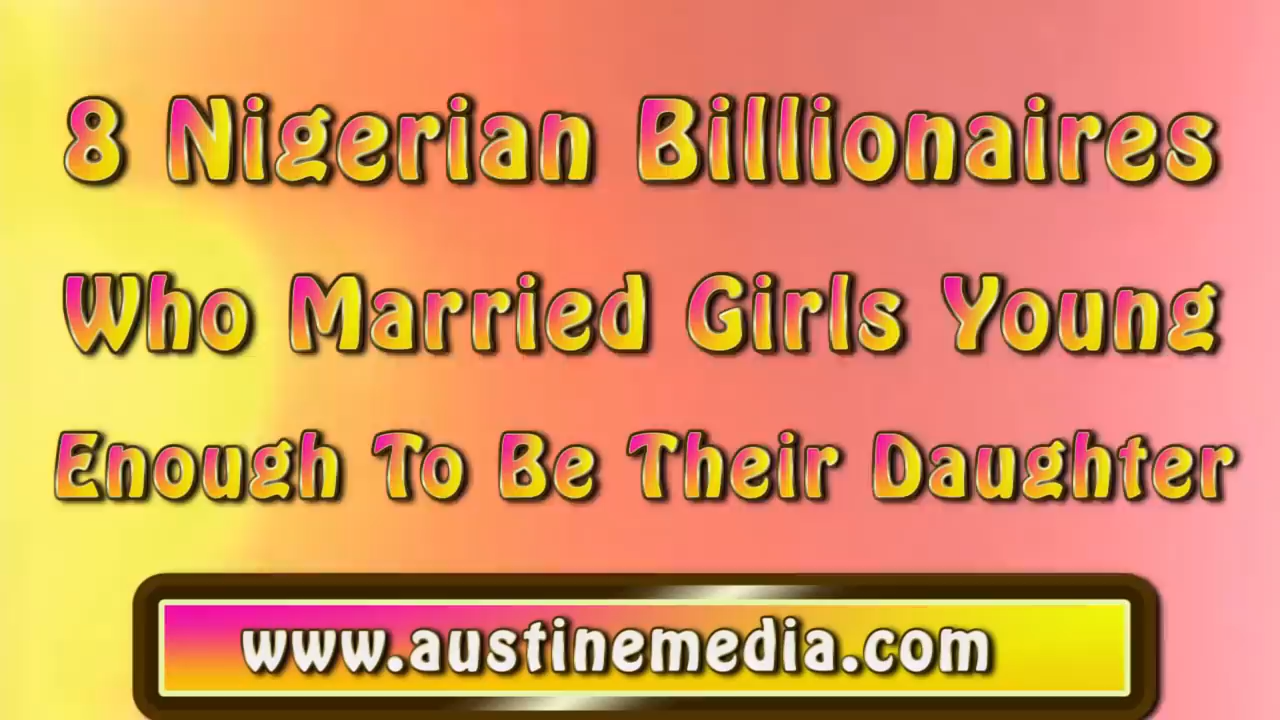 8 Nigerian Billionaires
Who Married Girls Young
Enough To Be Their Daughter
www.austinemedia.com